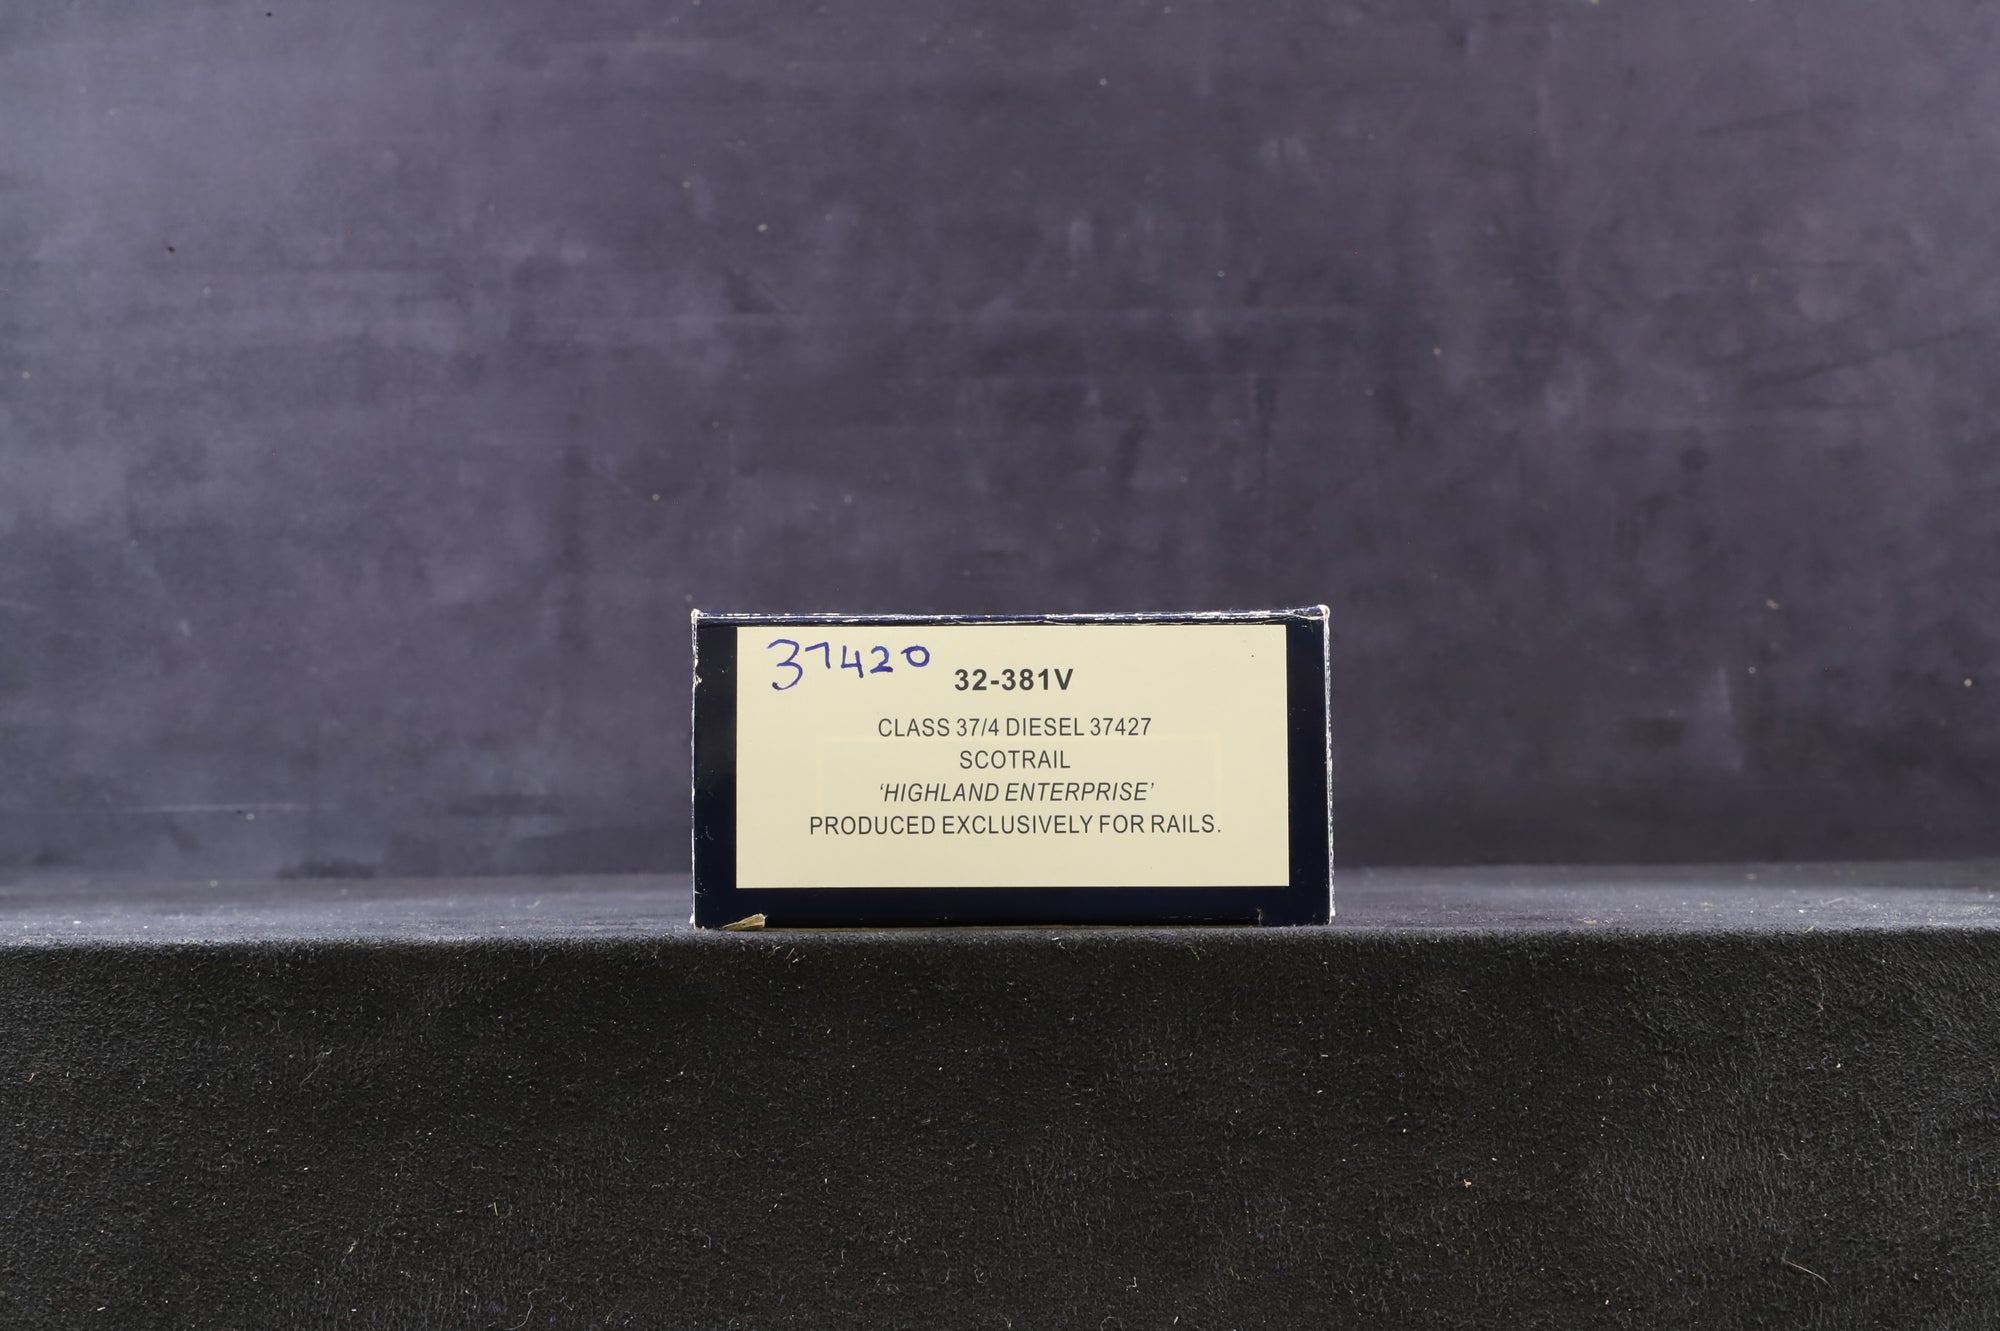 37420
32-381V
CLASS 37/4 DIESEL 37427
SCOTRAIL
‘HIGHLAND ENTERPRISE’
PRODUCED EXCLUSIVELY FOR RAILS.